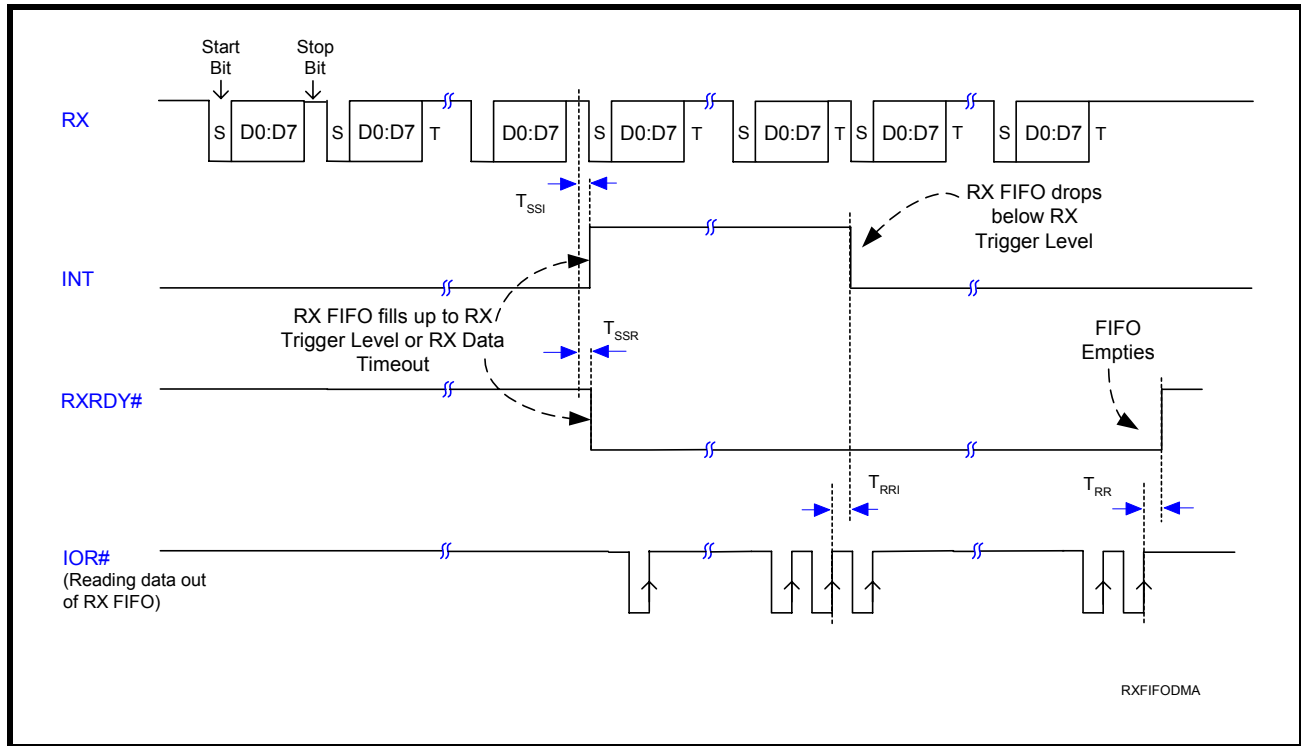 Start
Bit
Stop
Bit
RX
S D0:D7 S D0:D7 T D0:D7 S D0:D7 T S D0:D7 T S D0:D7 T S D0:D7 T
TSSI
RX FIFO drops
below RX
Trigger Level
INT
RX FIFO fills up to RX
Trigger Level or RX Data
Timeout
TSSR
FIFO
Empties
RXRDY#
TRRI
TRR
IOR#
(Reading data out
of RX FIFO)
RXFIFODMA